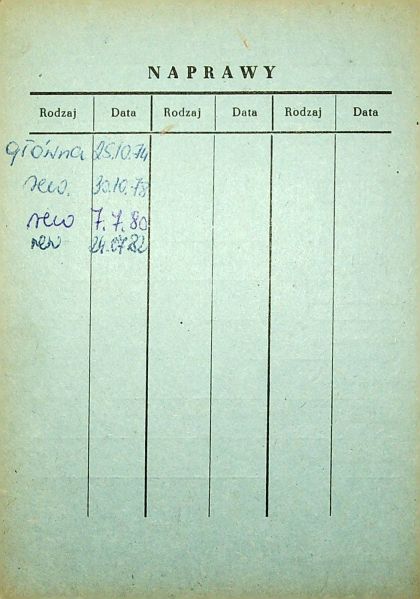 NAPRAWY
Rodzaj Data Rodzaj Data Rodzaj Data
główna 25.10.74
rew. 30.10.78
rew 7.7.80
rew 24.07.82